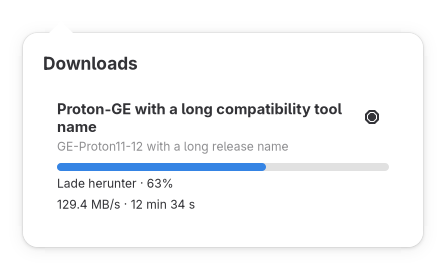 Downloads
Proton-GE with a long compatibility tool
name
GE-Proton11-12 with a long release name
Lade herunter · 63%
129.4 MB/s · 12 min 34 s